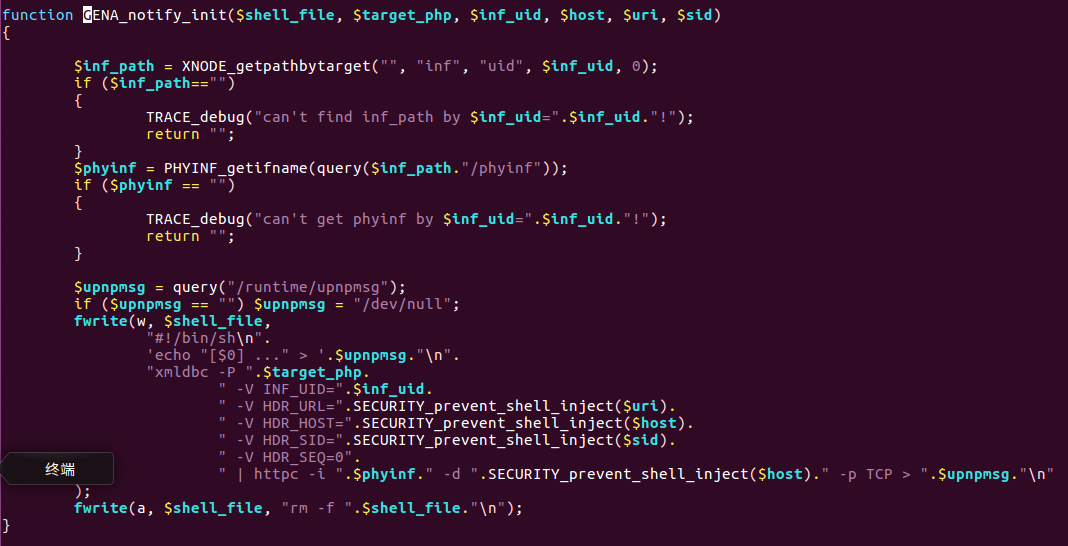 function GENA_notify_init($shell_file, $target_php, $inf_uid, $host, $uri, $sid)
{
$inf_path = XNODE_getpathbytarget("", "inf", "uid", $inf_uid, 0);
if ($inf_path=="")
{
TRACE_debug("can't find inf_path by $inf_uid=".$inf_uid."!");
return "";
}
$phyinf = PHYINF_getifname(query($inf_path."/phyinf"));
if ($phyinf == "")
{
TRACE_debug("can't get phyinf by $inf_uid=".$inf_uid."!");
return "";
}
$upnpmsg = query("/runtime/upnpmsg");
if ($upnpmsg == "") $upnpmsg = "/dev/null";
fwrite(w, $shell_file,
"#!/bin/sh\n".
'echo "[$0] ..." > '.$upnpmsg."\n".
"xmldbc -P ".$target_php.
" -V INF_UID=".$inf_uid.
" -V HDR_URL=".SECURITY_prevent_shell_inject($uri).
" -V HDR_HOST=".SECURITY_prevent_shell_inject($host).
" -V HDR_SID=".SECURITY_prevent_shell_inject($sid).
" -V HDR_SEQ=0".
终端
" | httpc -i ".$phyinf." -d ".SECURITY_prevent_shell_inject($host)." -p TCP > ".$upnpmsg."\n"
);
fwrite(a, $shell_file, "rm -f ".$shell_file."\n");
}